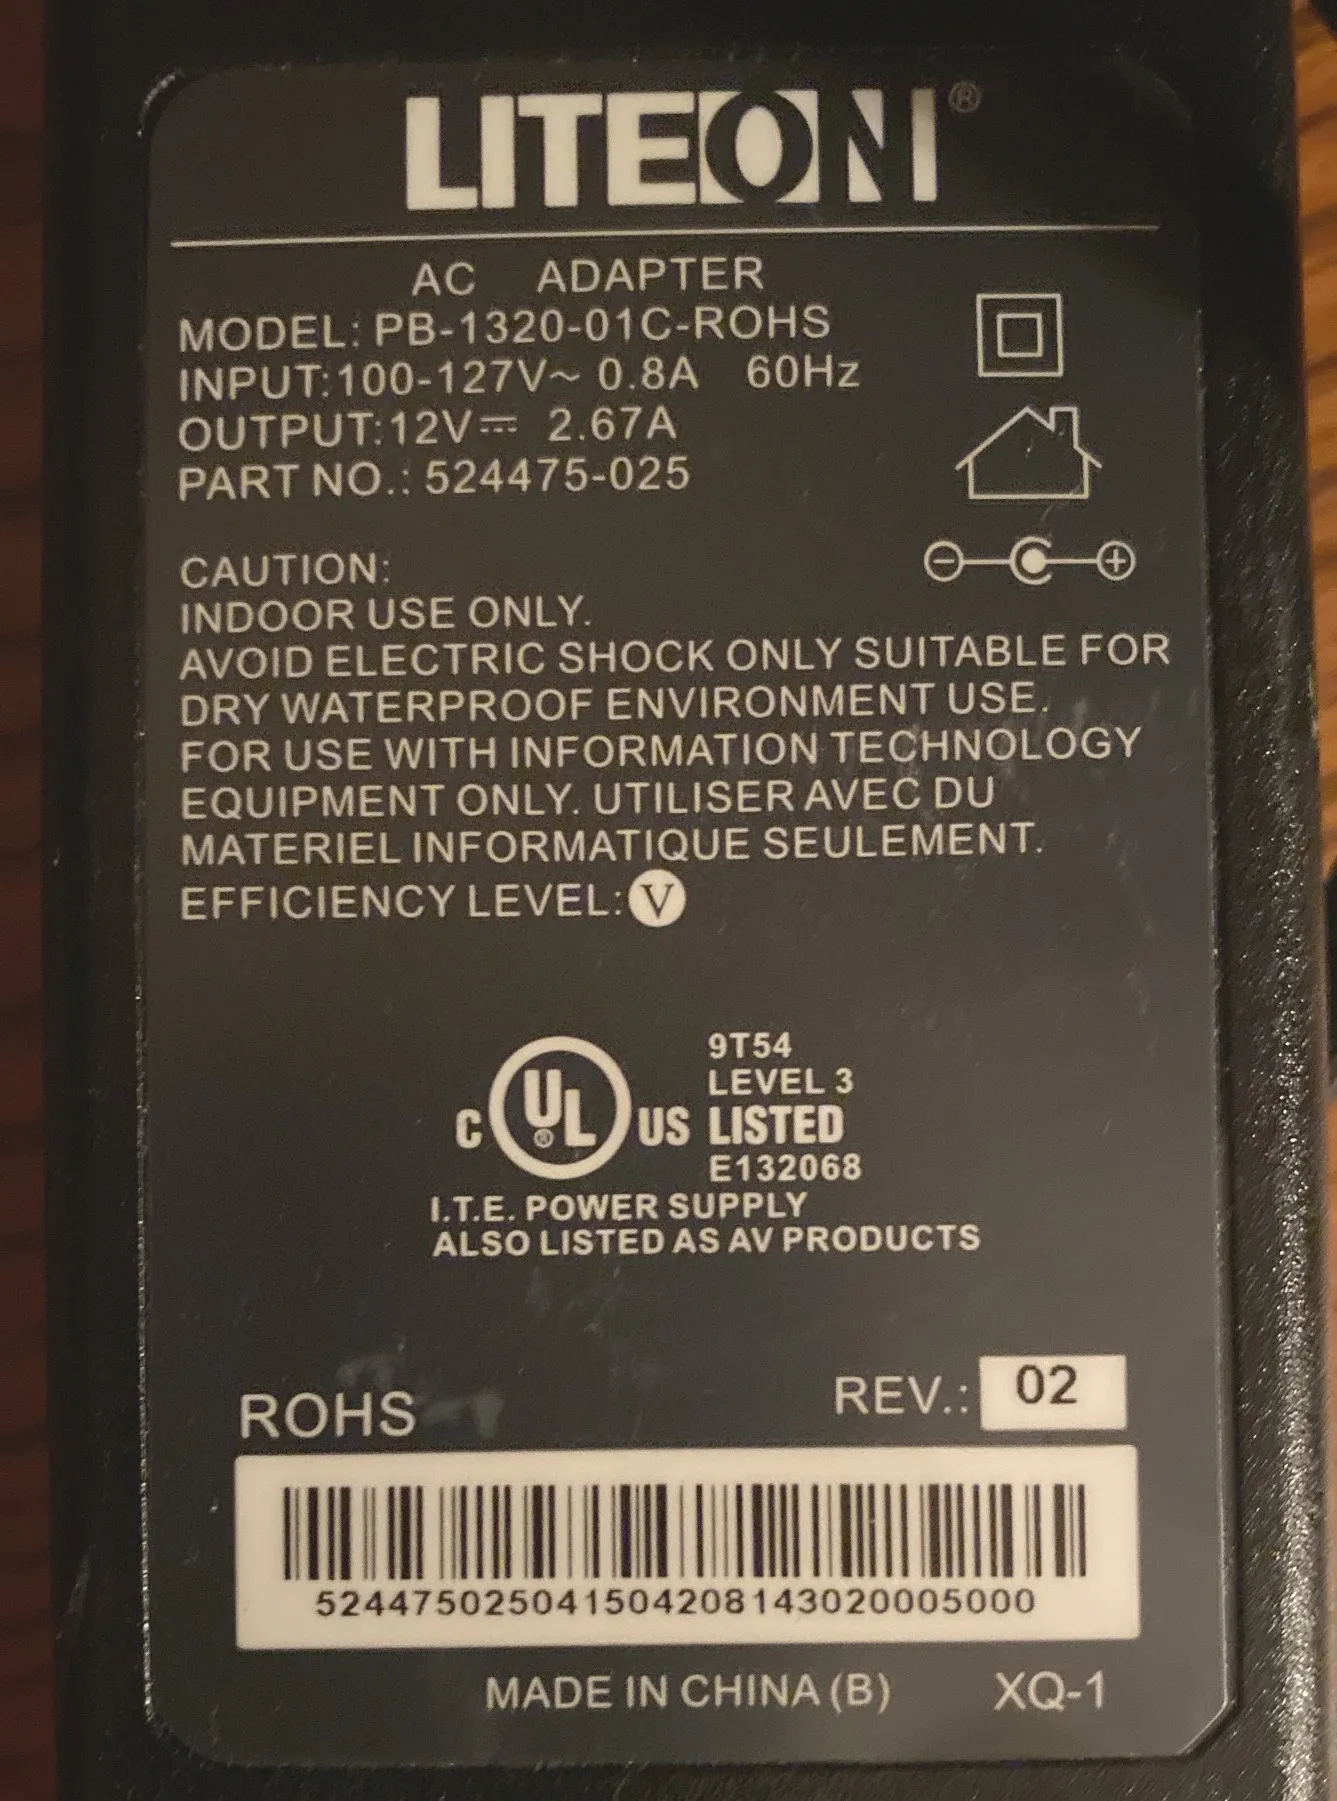 LITEON®
AC ADAPTER
MODEL: PB-1320-01C-ROHS
INPUT:100-127V~ 0.8A 60Hz
OUTPUT:12V⎓ 2.67A
PART NO.: 524475-025
CAUTION:
INDOOR USE ONLY.
AVOID ELECTRIC SHOCK ONLY SUITABLE FOR
DRY WATERPROOF ENVIRONMENT USE.
FOR USE WITH INFORMATION TECHNOLOGY
EQUIPMENT ONLY. UTILISER AVEC DU
MATERIEL INFORMATIQUE SEULEMENT.
EFFICIENCY LEVEL: V
9T54
LEVEL 3
C UL® US LISTED
E132068
I.T.E. POWER SUPPLY
ALSO LISTED AS AV PRODUCTS
ROHS REV.: 02
524475025041504208143020005000
MADE IN CHINA (B) XQ-1